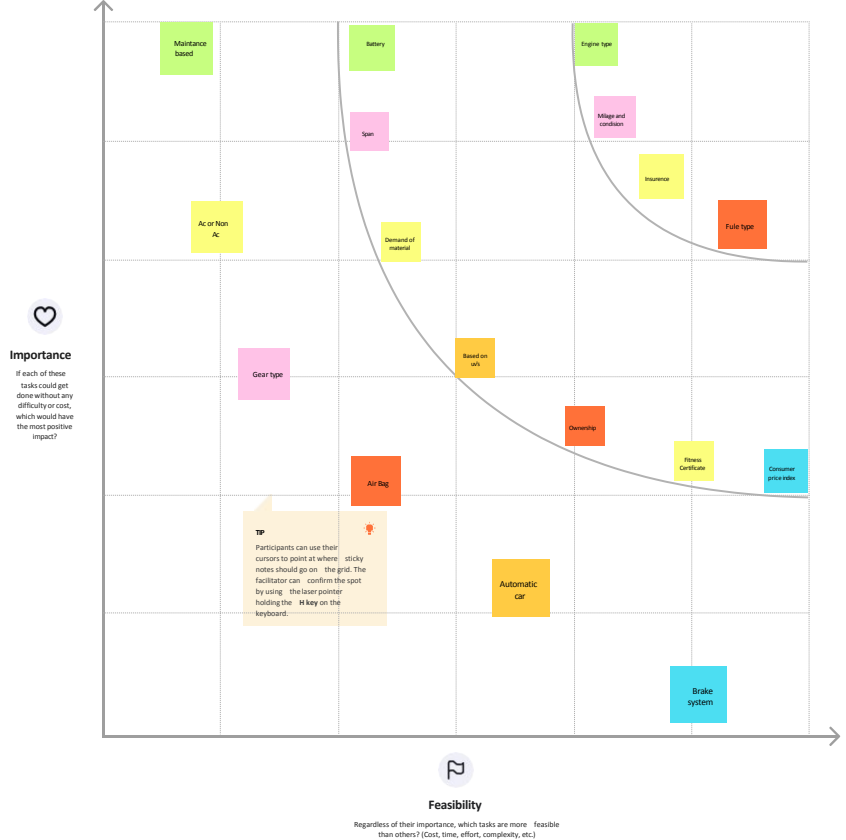 Maintance
based
Battery
Engine type
Span
Milage and
condision
Insurence
Ac or Non
Ac
Demand of
material
Fule type
Importance
If each of these
tasks could get
done without any
difficulty or cost,
which would have
the most positive
impact?
Gear type
Based on
uv/s
Ownership
Fitness
Certificate
Consumer
price index
Air Bag
TIP
Participants can use their
cursors to point at where sticky
notes should go on the grid. The
facilitator can confirm the spot
by using the laser pointer
holding the H key on the
keyboard.
Automatic
car
Brake
system
Feasibility
Regardless of their importance, which tasks are more feasible
than others? (Cost, time, effort, complexity, etc.)